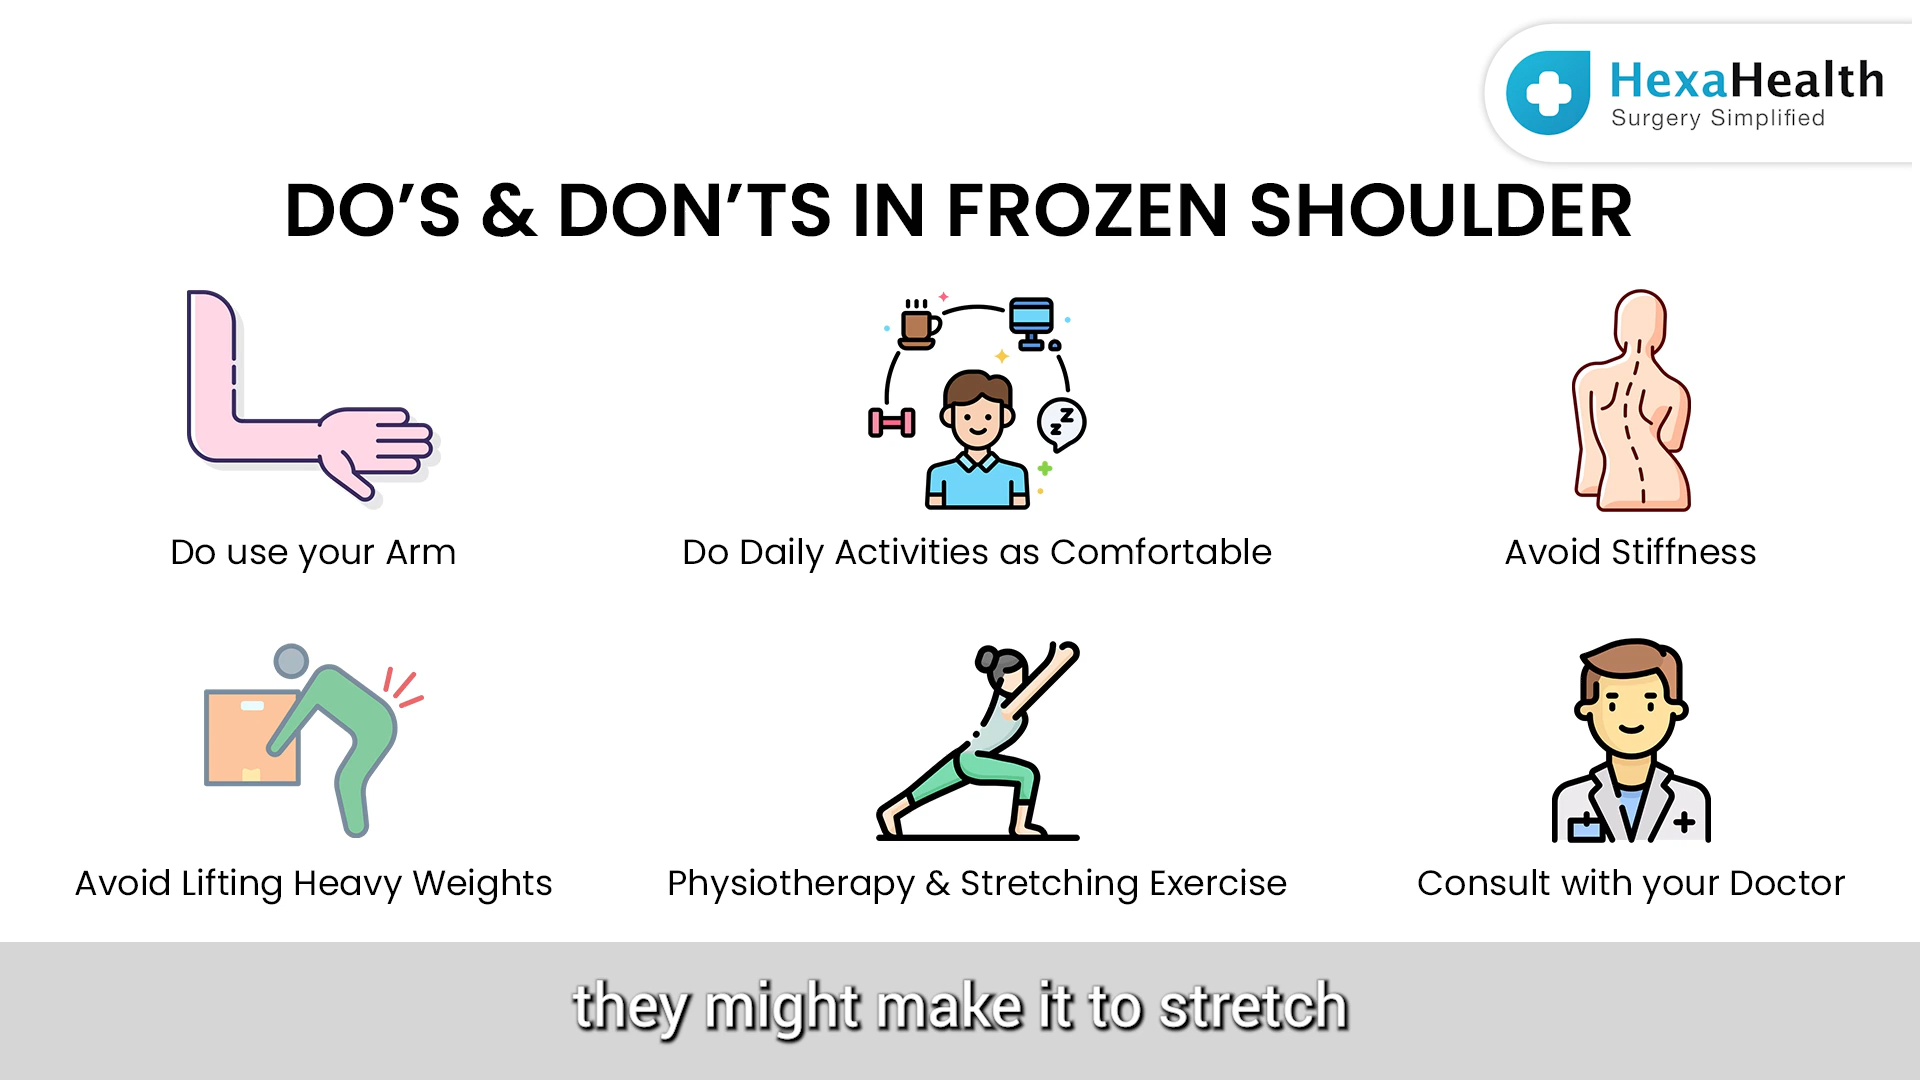 HexaHealth
Surgery Simplified
DO’S & DON’TS IN FROZEN SHOULDER
Do use your Arm
Do Daily Activities as Comfortable
Avoid Stiffness
Avoid Lifting Heavy Weights
Physiotherapy & Stretching Exercise
Consult with your Doctor
they might make it to stretch